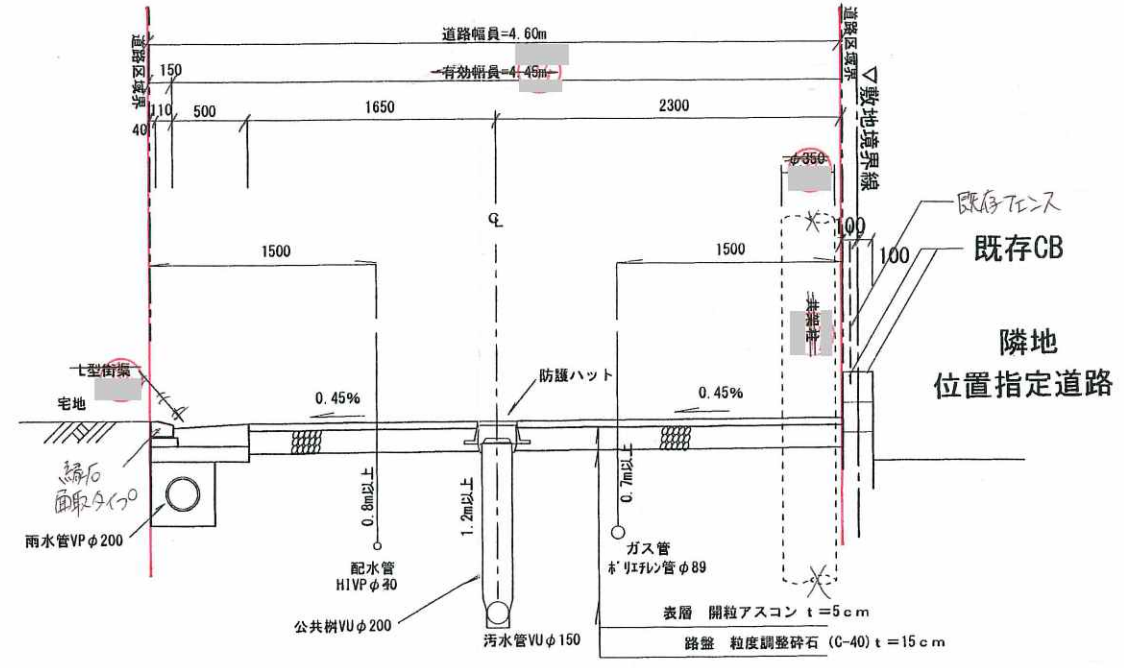 道路幅員=4.60m
道路区域界
道路区域界
有効幅員=4.45m
150
110
500
1650
2300
40
▽敷地境界線
φ350
既存フェンス
℄
100
100
既存CB
1500
1500
共架柱
隣地
位置指定道路
L型街渠
防護ハット
宅地
0.45%
0.45%
縁石
面取タイプ
0.8m以上
1.2m以上
0.7m以上
雨水管VPφ200
配水管
HIVPφ30
ガス管
ポリエチレン管φ89
公共桝VUφ200
汚水管VUφ150
表層 開粒アスコン t=5cm
路盤 粒度調整砕石 (C-40) t=15cm